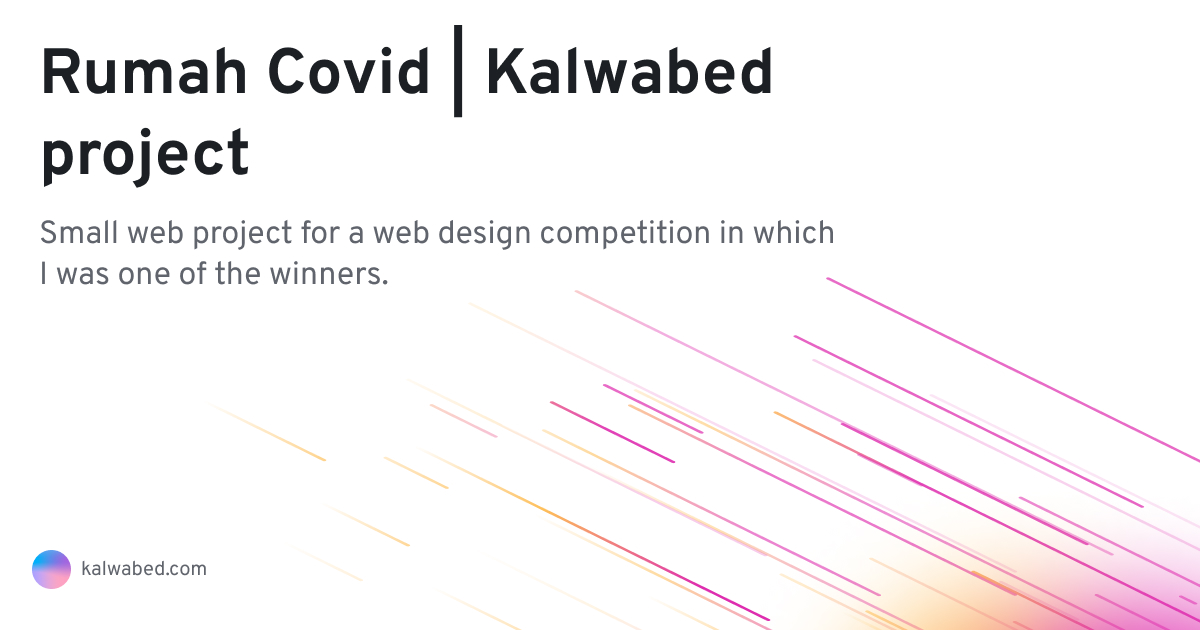 Rumah Covid | Kalwabed
project
Small web project for a web design competition in which
I was one of the winners.
kalwabed.com